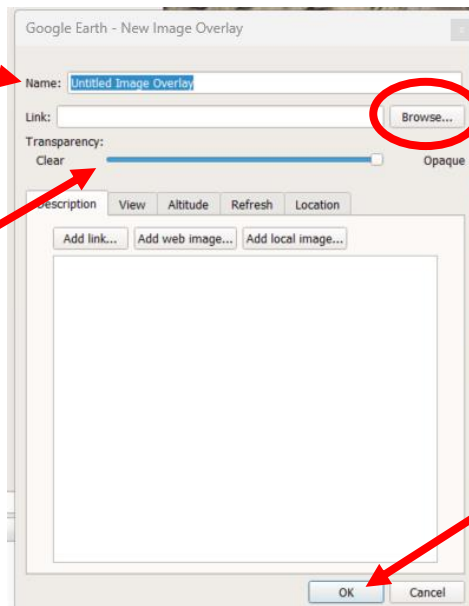 Google Earth - New Image Overlay
Name: Untitled Image Overlay
Link: Browse...
Transparency:
Clear Opaque
Description View Altitude Refresh Location
Add link... Add web image... Add local image...
OK Cancel